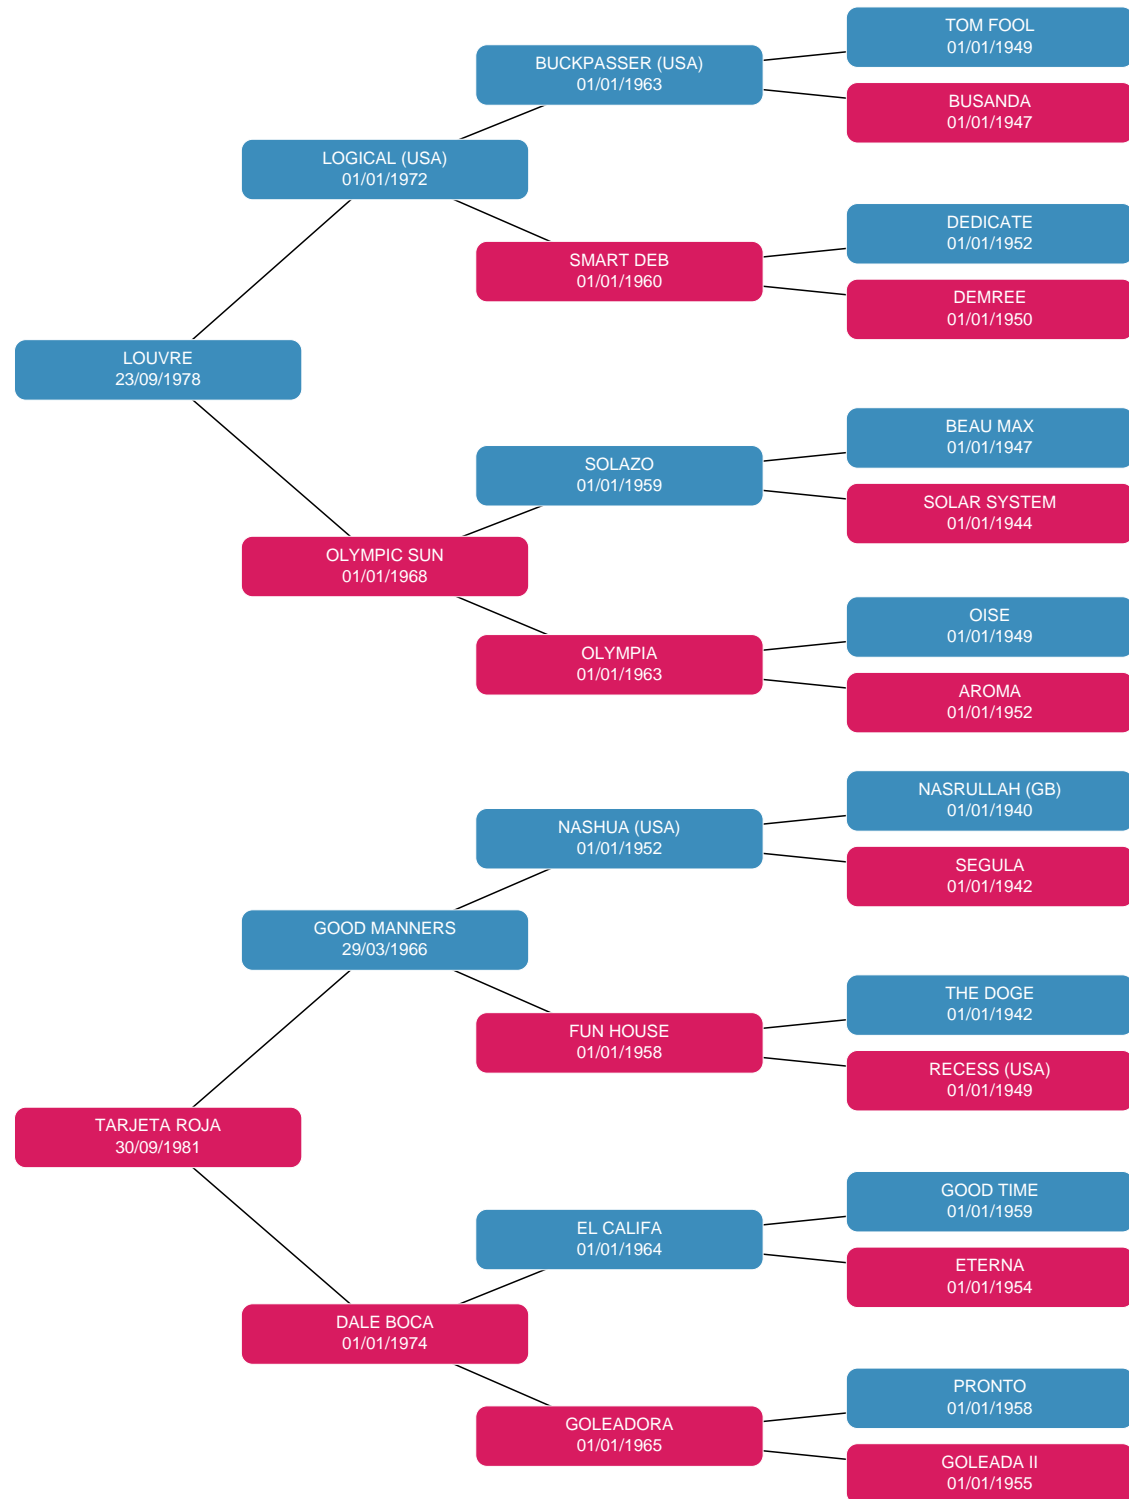 TOM FOOL
01/01/1949
BUCKPASSER (USA)
01/01/1963
BUSANDA
01/01/1947
LOGICAL (USA)
01/01/1972
DEDICATE
01/01/1952
SMART DEB
01/01/1960
DEMREE
01/01/1950
LOUVRE
23/09/1978
BEAU MAX
01/01/1947
SOLAZO
01/01/1959
SOLAR SYSTEM
01/01/1944
OLYMPIC SUN
01/01/1968
OISE
01/01/1949
OLYMPIA
01/01/1963
AROMA
01/01/1952
NASRULLAH (GB)
01/01/1940
NASHUA (USA)
01/01/1952
SEGULA
01/01/1942
GOOD MANNERS
29/03/1966
THE DOGE
01/01/1942
FUN HOUSE
01/01/1958
RECESS (USA)
01/01/1949
TARJETA ROJA
30/09/1981
GOOD TIME
01/01/1959
EL CALIFA
01/01/1964
ETERNA
01/01/1954
DALE BOCA
01/01/1974
PRONTO
01/01/1958
GOLEADORA
01/01/1965
GOLEADA II
01/01/1955